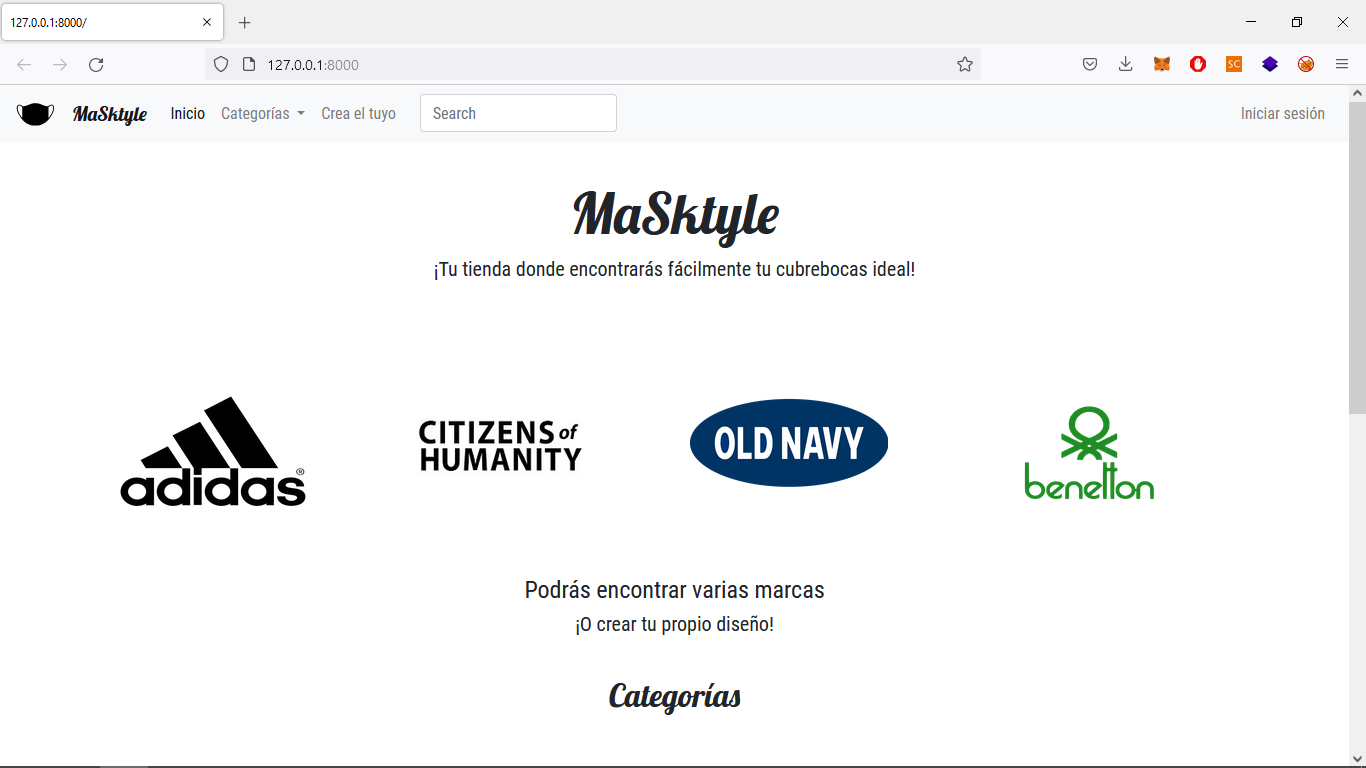 127.0.0.1:8000/
127.0.0.1:8000
SC
MaSktyle Inicio Categorías Crea el tuyo Search Iniciar sesión
MaSktyle
¡Tu tienda donde encontrarás fácilmente tu cubrebocas ideal!
adidas®
CITIZENS of
HUMANITY
OLD NAVY
benetton
Podrás encontrar varias marcas
¡O crear tu propio diseño!
Categorías